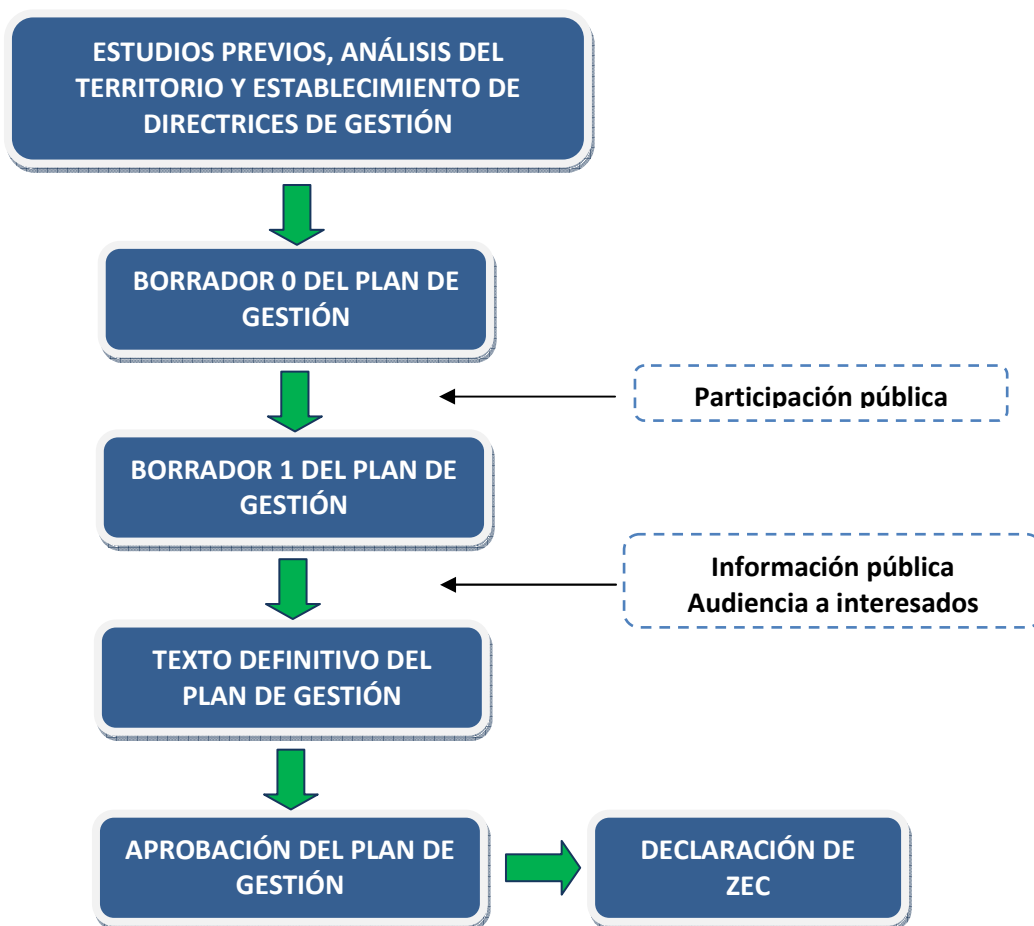 ESTUDIOS PREVIOS, ANÁLISIS DEL
TERRITORIO Y ESTABLECIMIENTO DE
DIRECTRICES DE GESTIÓN
BORRADOR 0 DEL PLAN DE
GESTIÓN
Participación pública
BORRADOR 1 DEL PLAN DE
GESTIÓN
Información pública
Audiencia a interesados
TEXTO DEFINITIVO DEL
PLAN DE GESTIÓN
APROBACIÓN DEL PLAN DE
GESTIÓN
DECLARACIÓN DE
ZEC